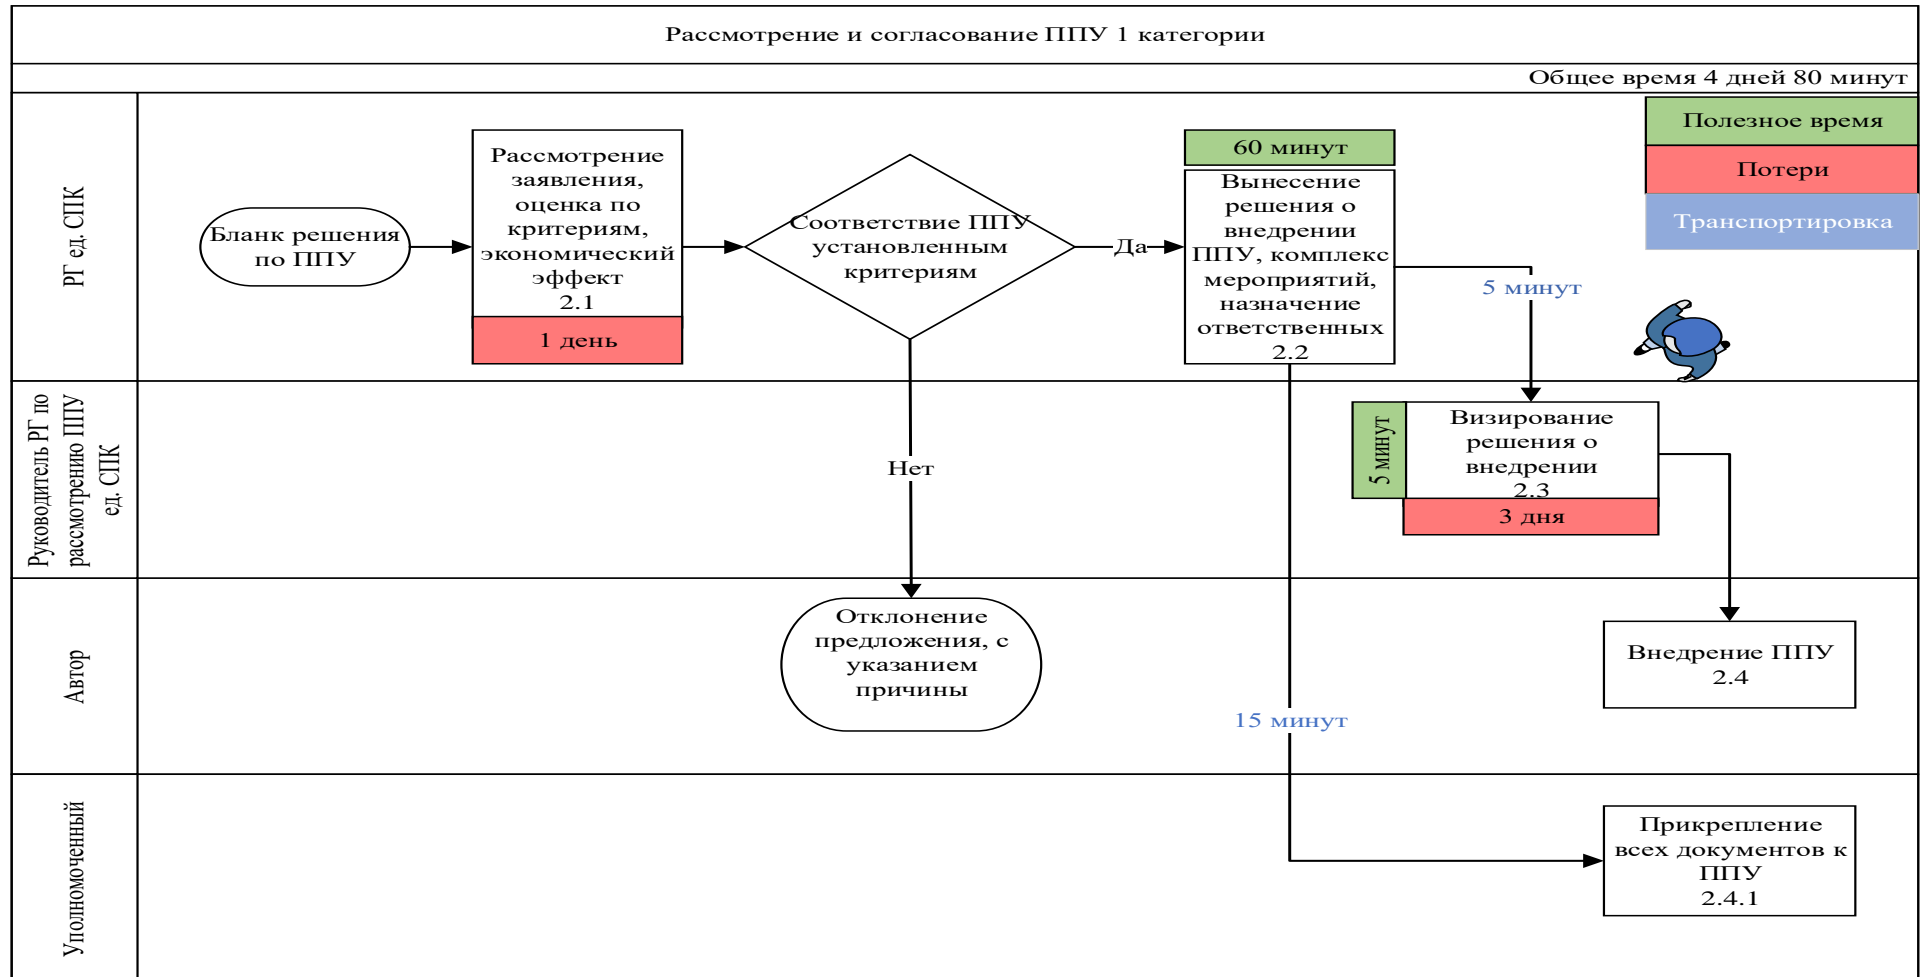 Рассмотрение и согласование ППУ 1 категории
Общее время 4 дней 80 минут
Полезное время
Потери
Транспортировка
РГ ед. СПК
Бланк решения
по ППУ
Рассмотрение
заявления,
оценка по
критериям,
экономический
эффект
2.1
1 день
Соответствие ППУ
установленным
критериям
Да
60 минут
Вынесение
решения о
внедрении
ППУ, комплекс
мероприятий,
назначение
ответственных
2.2
5 минут
Руководитель РГ по
рассмотрению ППУ
ед. СПК
Нет
5 минут
Визирование
решения о
внедрении
2.3
3 дня
Автор
Отклонение
предложения, с
указанием
причины
15 минут
Внедрение ППУ
2.4
Уполномоченный
Прикрепление
всех документов к
ППУ
2.4.1